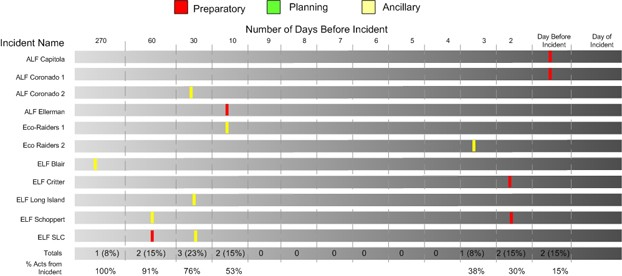 Preparatory Planning Ancillary
Number of Days Before Incident
Incident Name 270 60 30 10 9 8 7 6 5 4 3 2 Day Before Incident Day of Incident
ALF Capitola
ALF Coronado 1
ALF Coronado 2
ALF Ellerman
Eco-Raiders 1
Eco Raiders 2
ELF Blair
ELF Critter
ELF Long Island
ELF Schoppert
ELF SLC
Totals 1 (8%) 2 (15%) 3 (23%) 2 (15%) 0 0 0 0 0 0 1 (8%) 2 (15%) 2 (15%)
% Acts from Inicdent 100% 91% 76% 53% 38% 30% 15%